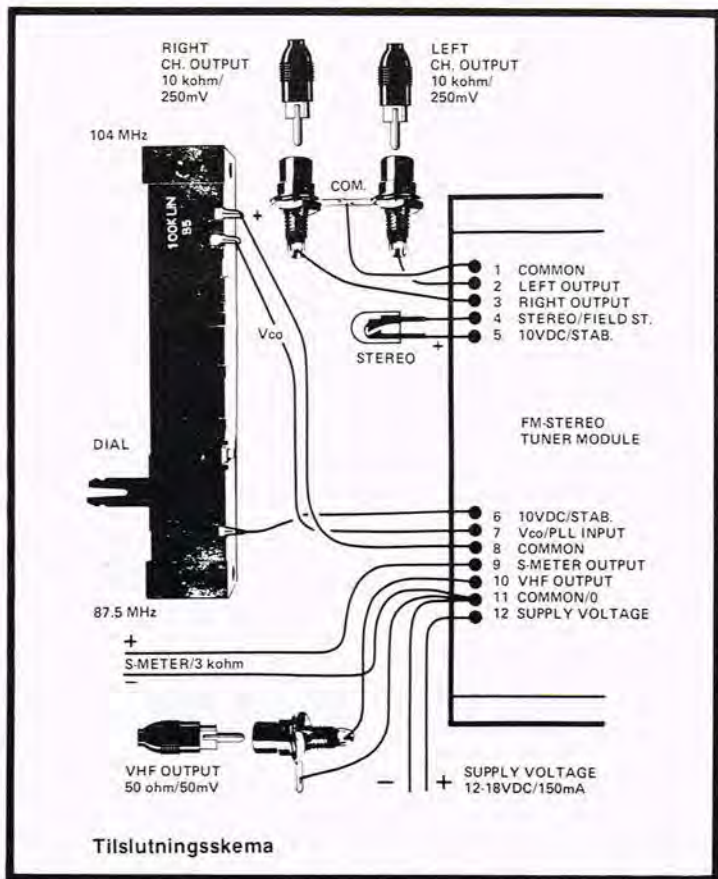 RIGHT
CH. OUTPUT
10 kohm/
250mV
LEFT
CH. OUTPUT
10 kohm/
250mV
104 MHz
COM.
+
100K LIN
B5
1 COMMON
2 LEFT OUTPUT
3 RIGHT OUTPUT
4 STEREO/FIELD ST.
5 10VDC/STAB.
Vco
STEREO
+
FM-STEREO
TUNER MODULE
DIAL
6 10VDC/STAB.
7 Vco/PLL INPUT
8 COMMON
9 S-METER OUTPUT
10 VHF OUTPUT
11 COMMON/0
12 SUPPLY VOLTAGE
87.5 MHz
+
S-METER/3 kohm
−
VHF OUTPUT
50 ohm/50mV
− + SUPPLY VOLTAGE
12-18VDC/150mA
Tilslutningsskema